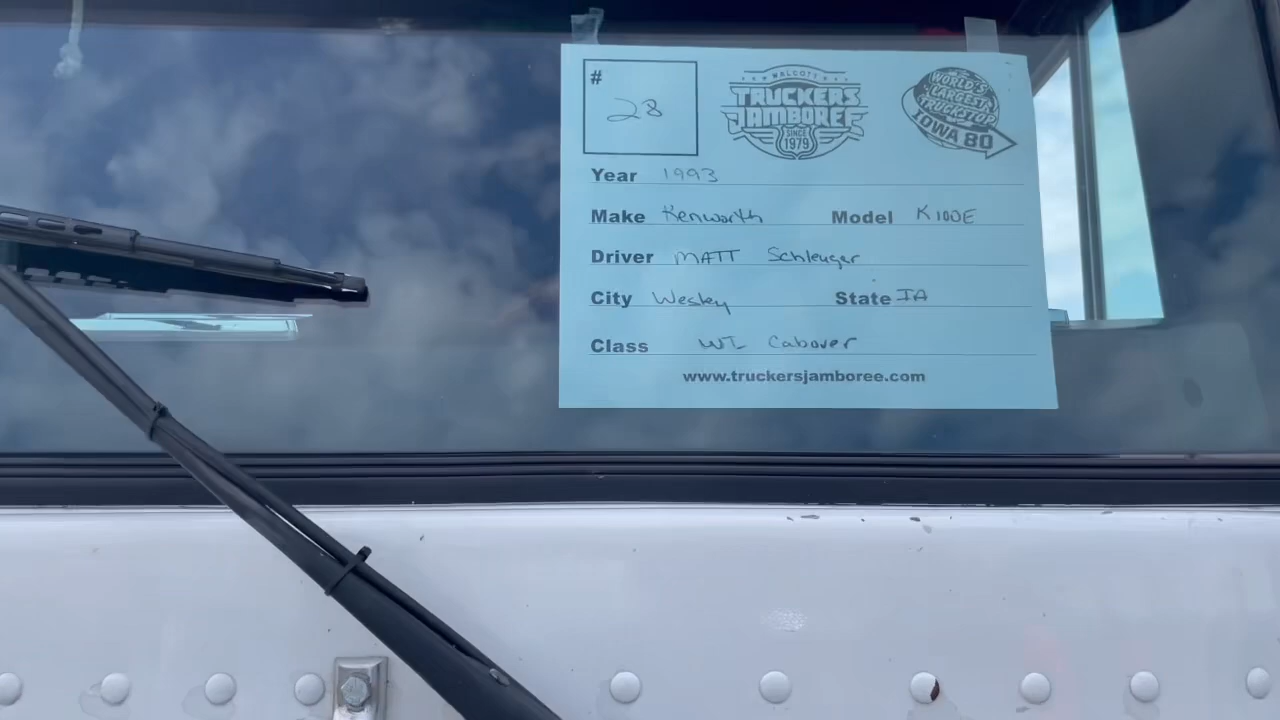 # 28
WALCOTT
TRUCKERS
JAMBOREE
SINCE
1979
WORLD'S
LARGEST
TRUCKSTOP
IOWA 80
Year 1993
Make Kenworth Model K100E
Driver MATT Schleuger
City Wesley State IA
Class WT Cabover
www.truckersjamboree.com